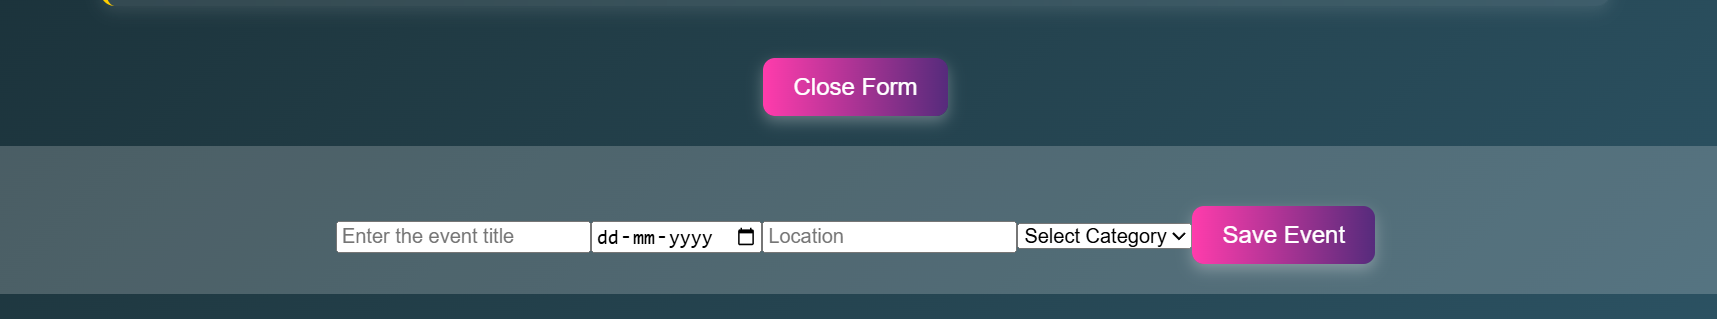 Close Form
Enter the event title dd-mm-yyyy Location Select Category Save Event